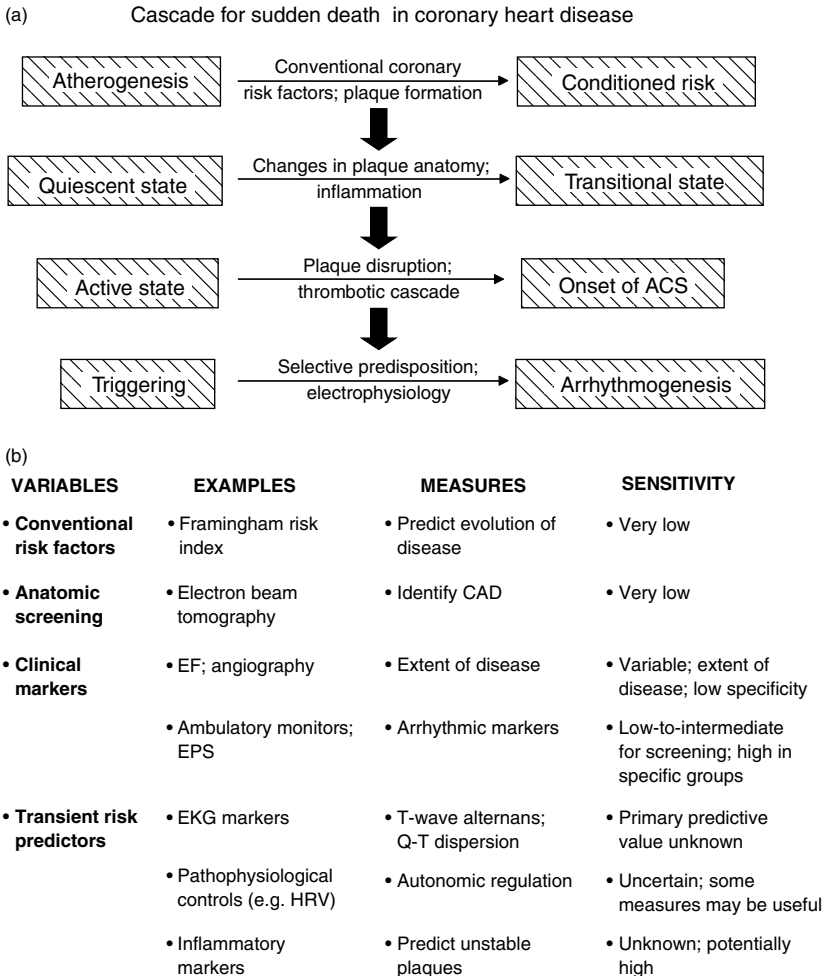 (a)
Cascade for sudden death in coronary heart disease
Atherogenesis
Conventional coronary
risk factors; plaque formation
Conditioned risk
Quiescent state
Changes in plaque anatomy;
inflammation
Transitional state
Active state
Plaque disruption;
thrombotic cascade
Onset of ACS
Triggering
Selective predisposition;
electrophysiology
Arrhythmogenesis
(b)
VARIABLES EXAMPLES MEASURES SENSITIVITY
• Conventional • Framingham risk • Predict evolution of • Very low
risk factors index disease
• Anatomic • Electron beam • Identify CAD • Very low
screening tomography
• Clinical • EF; angiography • Extent of disease • Variable; extent of
markers disease; low specificity
• Ambulatory monitors; • Arrhythmic markers • Low-to-intermediate
EPS for screening; high in
specific groups
• Transient risk • EKG markers • T-wave alternans; • Primary predictive
predictors Q-T dispersion value unknown
• Pathophysiological • Autonomic regulation • Uncertain; some
controls (e.g. HRV) measures may be useful
• Inflammatory • Predict unstable • Unknown; potentially
markers plaques high